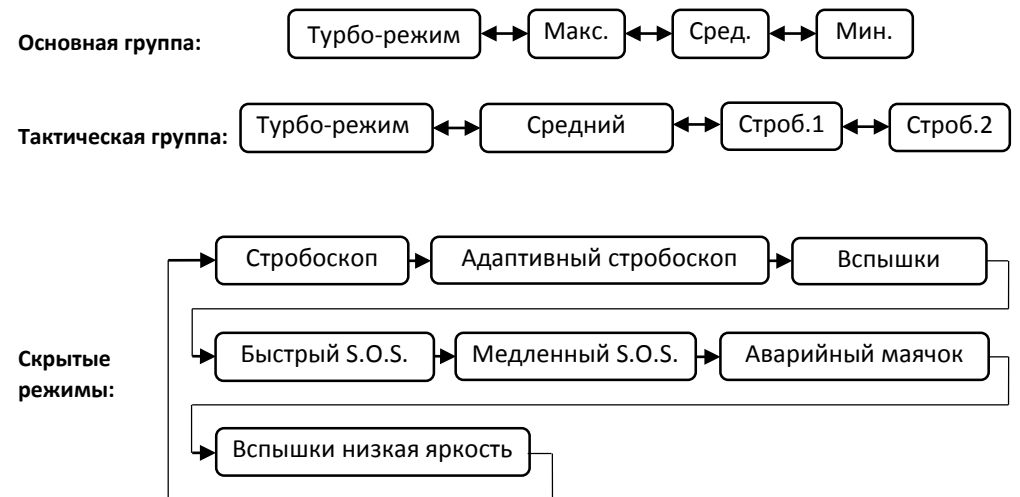 Основная группа: Турбо-режим Макс. Сред. Мин.
Тактическая группа: Турбо-режим Средний Строб.1 Строб.2
Стробоскоп Адаптивный стробоскоп Вспышки
Скрытые режимы:
Быстрый S.O.S. Медленный S.O.S. Аварийный маячок
Вспышки низкая яркость